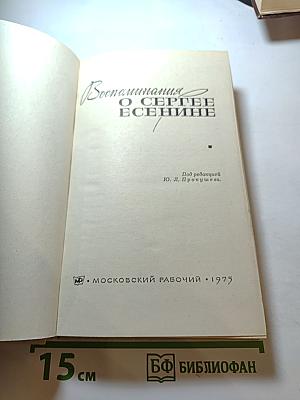 Воспоминания
О СЕРГЕЕ
ЕСЕНИНЕ
Под редакцией
Ю. Л. Прокушева.
• МОСКОВСКИЙ РАБОЧИЙ • 1975
15 см
БФ БИБЛИОФАН